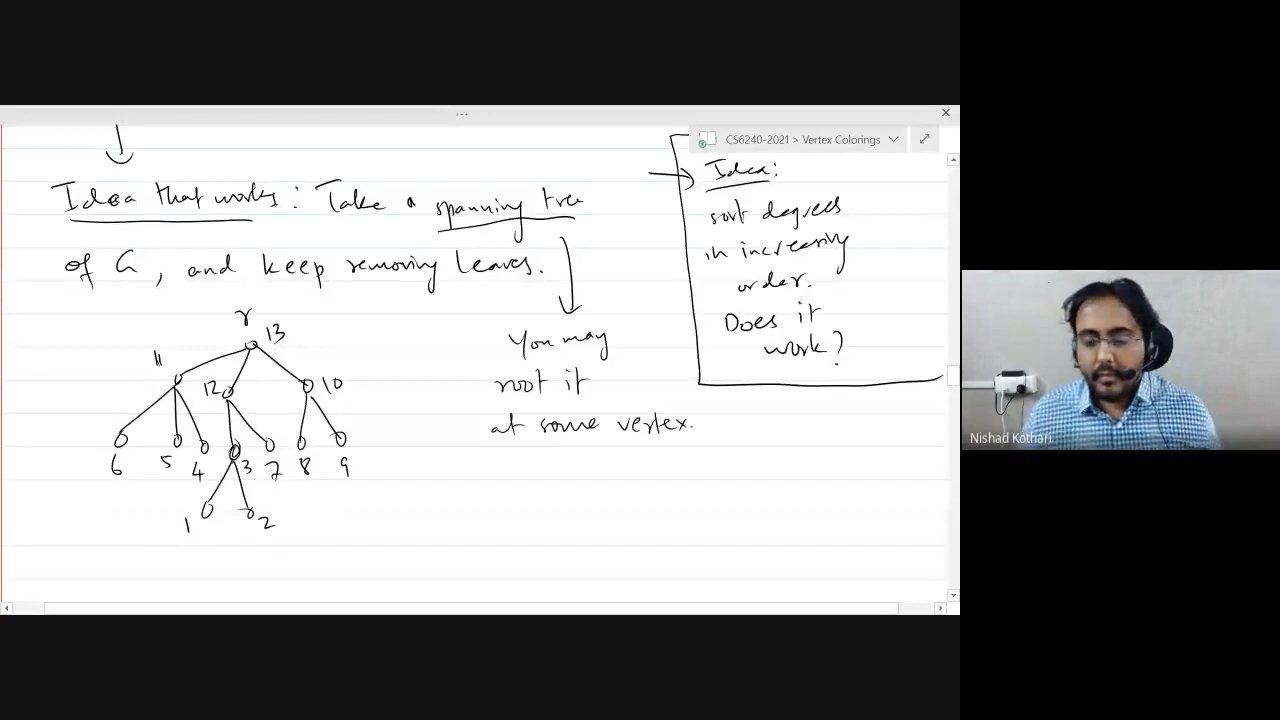 CS6240-2021 > Vertex Colorings
Idea that works: Take a spanning tree
of G, and keep removing leaves.
You may
root it
at some vertex.
Idea:
sort degrees
in increasing
order.
Does it
work?
r
13
11
12
10
6
5
4
3
7
8
9
1
2
Nishad Kothari